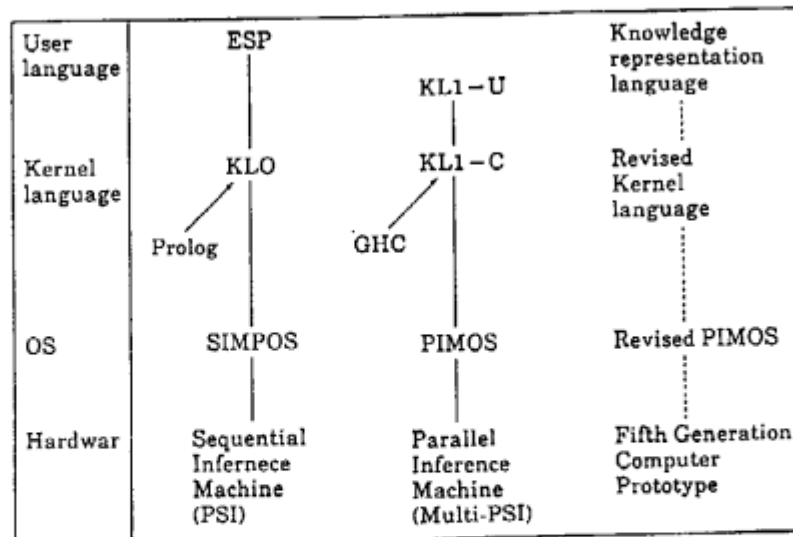 User
language
ESP
KL1-U
Knowledge
representation
language
Kernel
language
KLO
KL1-C
Revised
Kernel
language
Prolog
GHC
OS
SIMPOS
PIMOS
Revised PIMOS
Hardwar
Sequential
Infernece
Machine
(PSI)
Parallel
Inference
Machine
(Multi-PSI)
Fifth Generation
Computer
Prototype